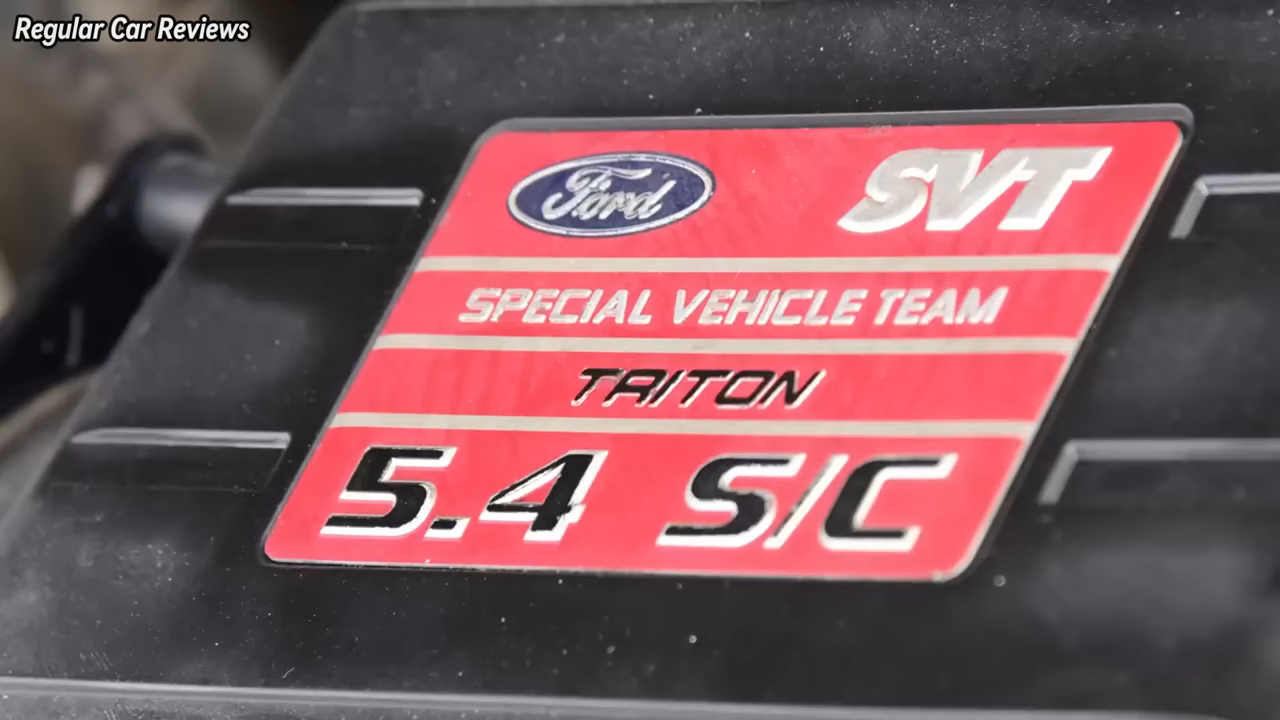 Regular Car Reviews
Ford SVT
SPECIAL VEHICLE TEAM
TRITON
5.4 S/C